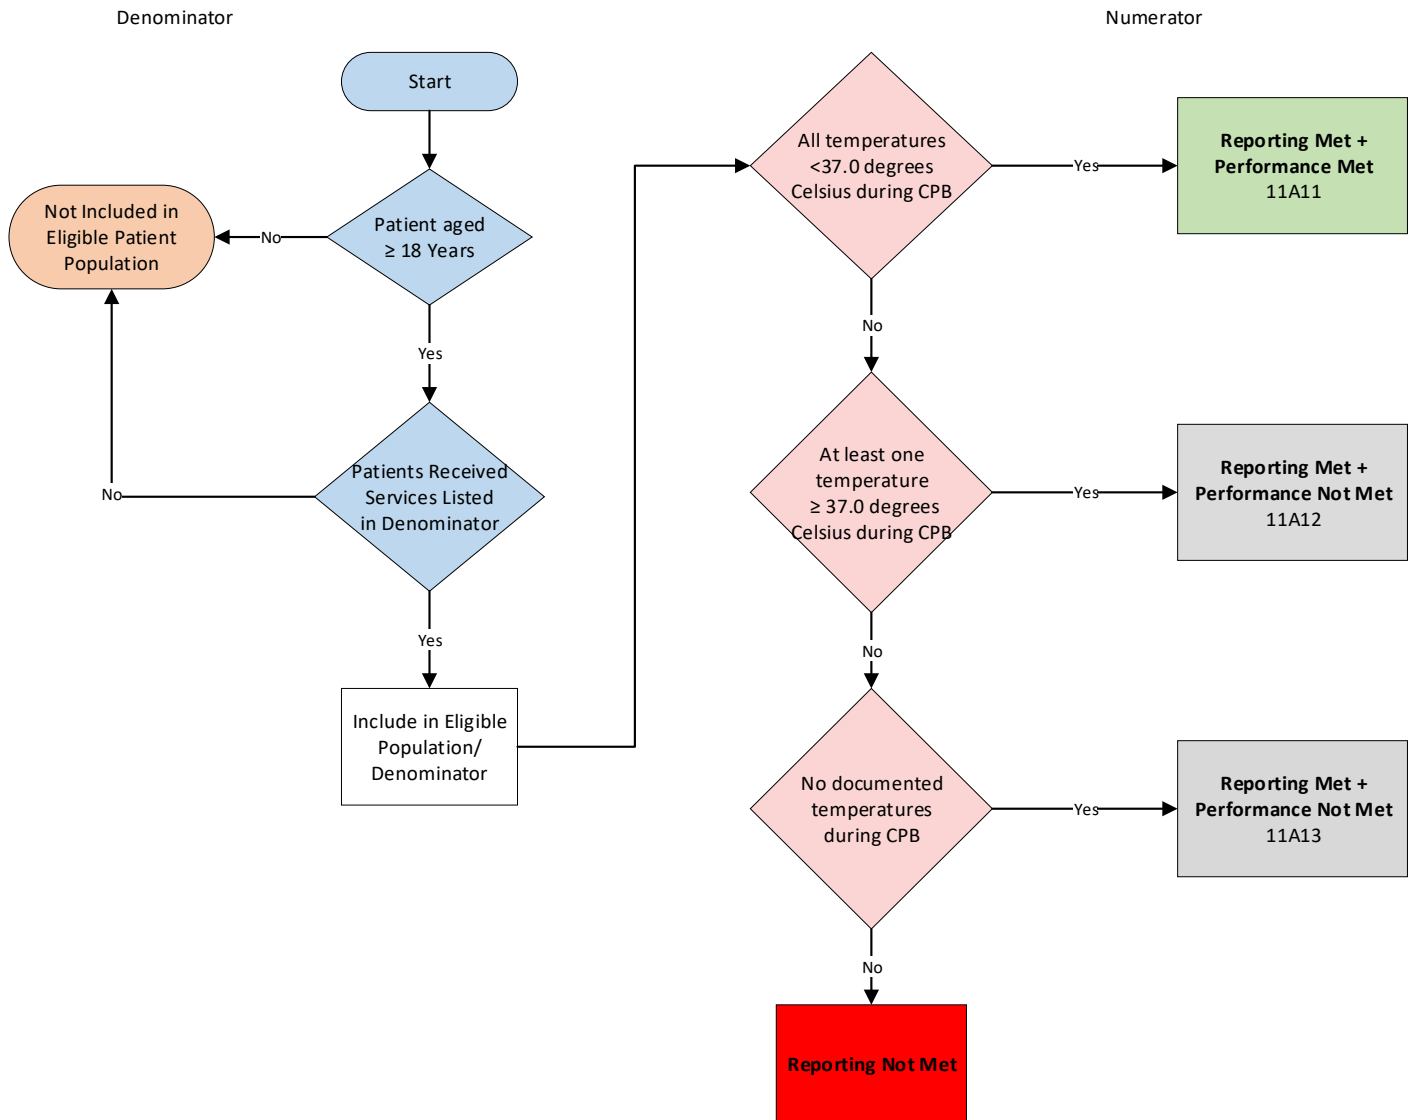 Denominator
Numerator
Start
Patient aged
≥ 18 Years
No
Not Included in
Eligible Patient
Population
Yes
Patients Received
Services Listed
in Denominator
No
Yes
Include in Eligible
Population/
Denominator
All temperatures
<37.0 degrees
Celsius during CPB
Yes
Reporting Met +
Performance Met
11A11
No
At least one
temperature
≥ 37.0 degrees
Celsius during CPB
Yes
Reporting Met +
Performance Not Met
11A12
No
No documented
temperatures
during CPB
Yes
Reporting Met +
Performance Not Met
11A13
No
Reporting Not Met